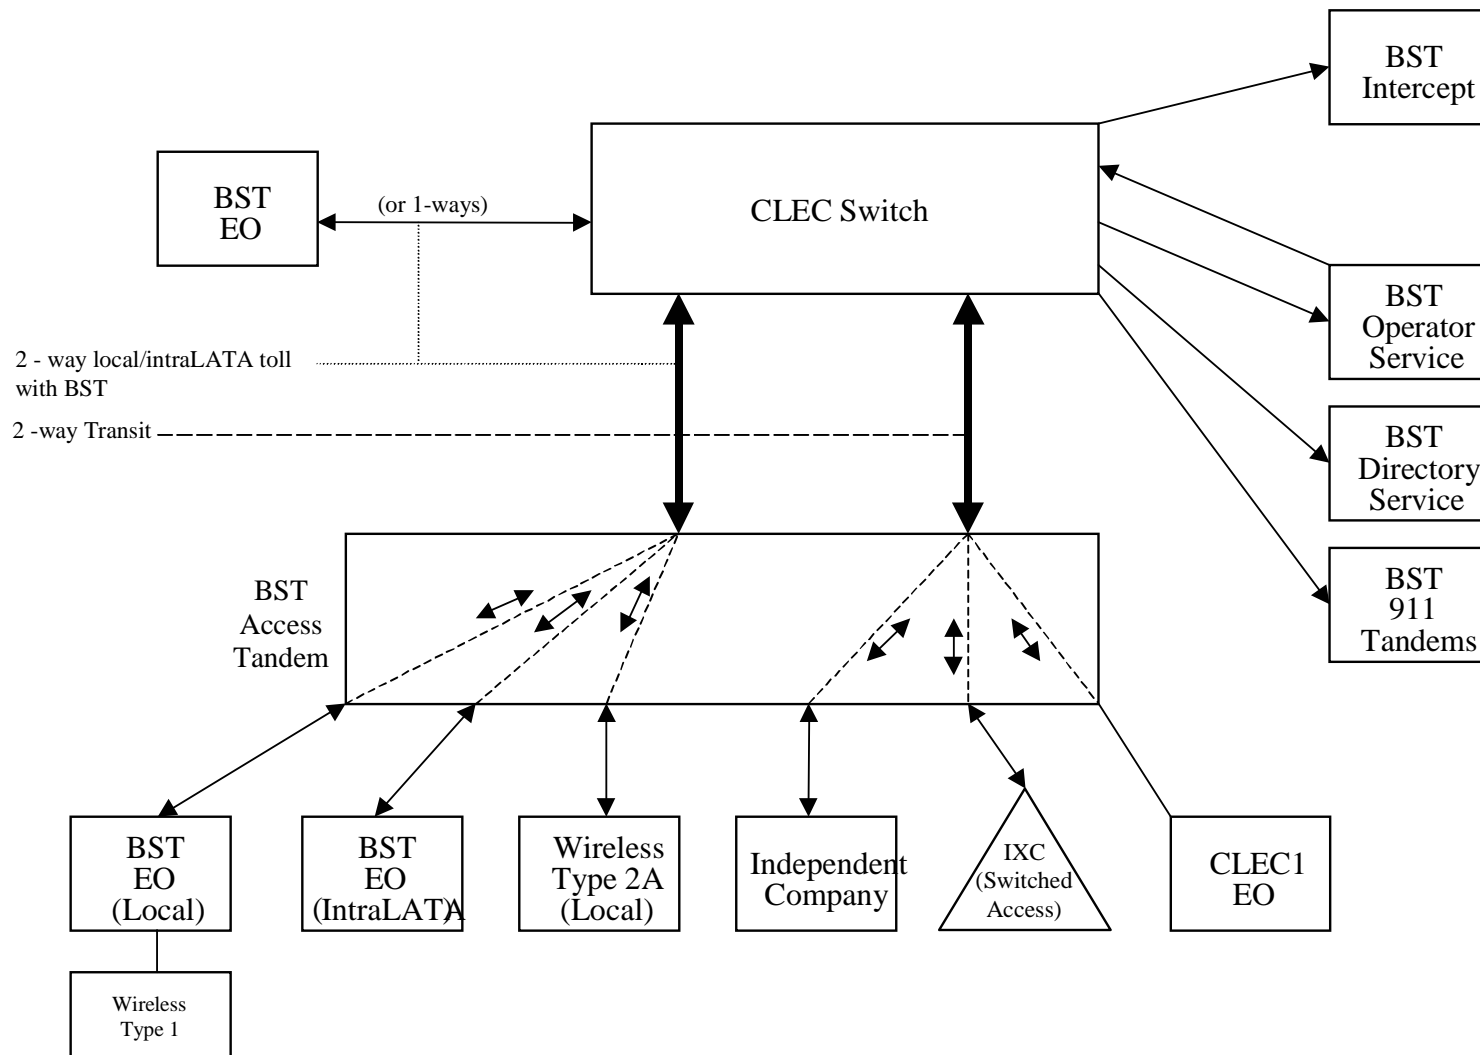 BST
Intercept
BST
EO
(or 1-ways)
CLEC Switch
BST
Operator
Service
2 - way local/intraLATA toll
with BST
2 -way Transit
BST
Directory
Service
BST
911
Tandems
BST
Access
Tandem
BST
EO
(Local)
BST
EO
(IntraLATA)
Wireless
Type 2A
(Local)
Independent
Company
IXC
(Switched
Access)
CLEC1
EO
Wireless
Type 1